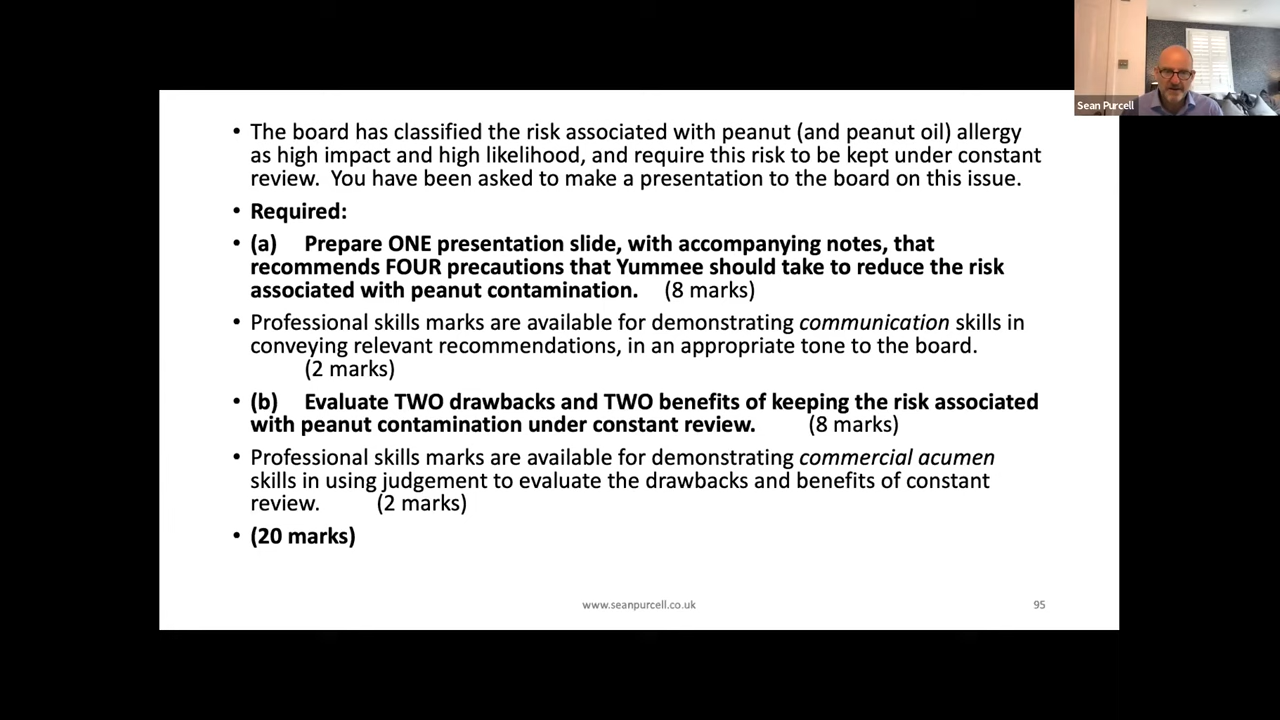 Sean Purcell
• The board has classified the risk associated with peanut (and peanut oil) allergy
as high impact and high likelihood, and require this risk to be kept under constant
review. You have been asked to make a presentation to the board on this issue.
• Required:
• (a) Prepare ONE presentation slide, with accompanying notes, that
recommends FOUR precautions that Yummee should take to reduce the risk
associated with peanut contamination. (8 marks)
• Professional skills marks are available for demonstrating communication skills in
conveying relevant recommendations, in an appropriate tone to the board.
(2 marks)
• (b) Evaluate TWO drawbacks and TWO benefits of keeping the risk associated
with peanut contamination under constant review. (8 marks)
• Professional skills marks are available for demonstrating commercial acumen
skills in using judgement to evaluate the drawbacks and benefits of constant
review. (2 marks)
• (20 marks)
www.seanpurcell.co.uk
95